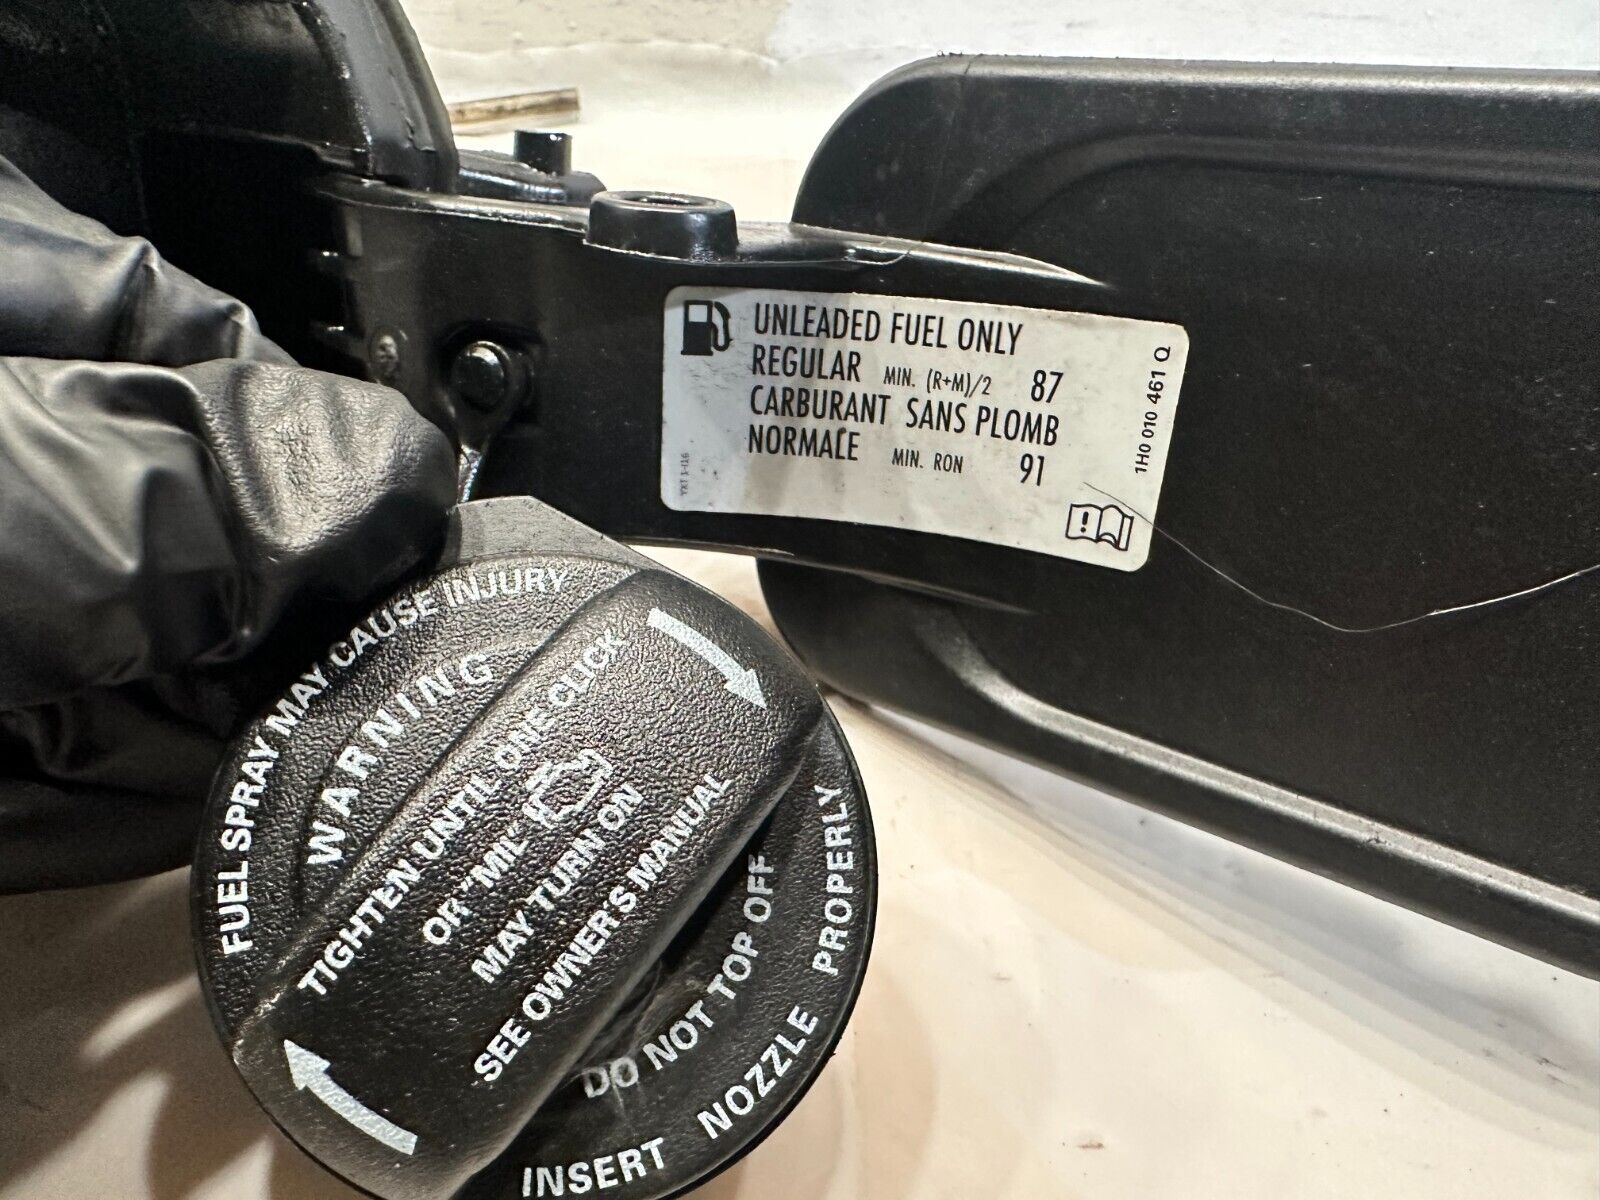 UNLEADED FUEL ONLY
REGULAR MIN. (R+M)/2 87
CARBURANT SANS PLOMB
NORMALE MIN. RON 91
1H0 010 461 Q
FUEL SPRAY MAY CAUSE INJURY
WARNING
TIGHTEN UNTIL ONE CLICK
OR "MIL"
MAY TURN ON
SEE OWNER'S MANUAL
DO NOT TOP OFF
INSERT NOZZLE PROPERLY